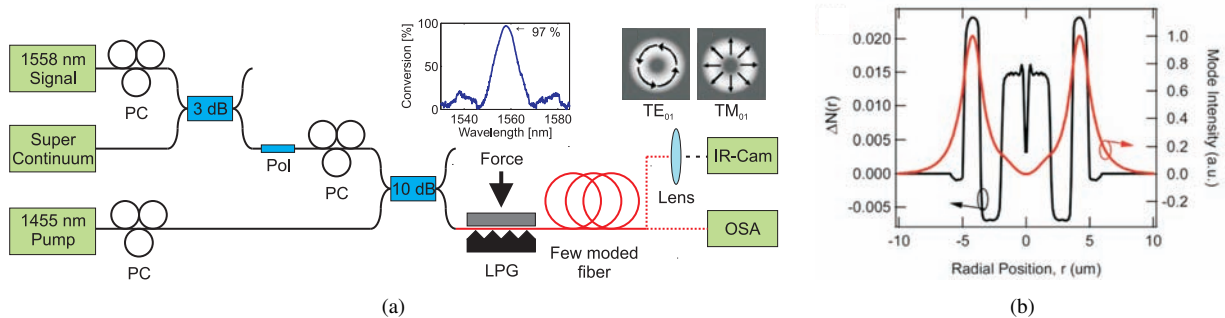 1558 nm
Signal
PC
Super
Continuum
1455 nm
Pump
PC
3 dB
Pol
PC
10 dB
Conversion [%]
100
50
0
1540
1560
1580
Wavelength [nm]
97 %
TE01
TM01
Force
LPG
Few moded
fiber
Lens
IR-Cam
OSA
(a)
ΔN(r)
0.020
0.015
0.010
0.005
0.000
-0.005
-10
-5
0
5
10
Radial Position, r (um)
1.0
0.8
0.6
0.4
0.2
0.0
-0.2
Mode Intensity (a.u.)
(b)